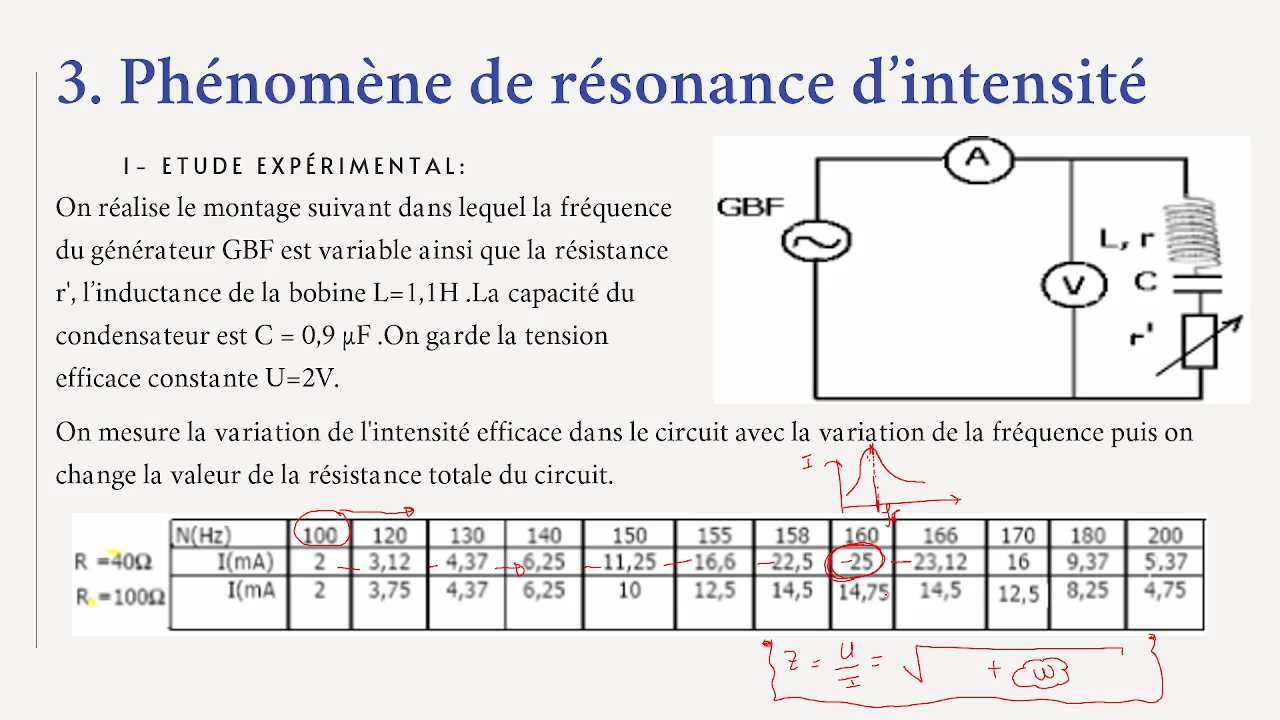 3. Phénomène de résonance d'intensité
I- ETUDE EXPÉRIMENTAL:
On réalise le montage suivant dans lequel la fréquence
du générateur GBF est variable ainsi que la résistance
r', l'inductance de la bobine L=1,1H .La capacité du
condensateur est C = 0,9 µF .On garde la tension
efficace constante U=2V.
A
GBF
L, r
V
C
r'
On mesure la variation de l'intensité efficace dans le circuit avec la variation de la fréquence puis on
change la valeur de la résistance totale du circuit.
I
N(Hz) 100 120 130 140 150 155 158 160 166 170 180 200
R =40Ω I(mA) 2 3,12 4,37 6,25 11,25 16,6 22,5 25 23,12 16 9,37 5,37
R =100Ω I(mA 2 3,75 4,37 6,25 10 12,5 14,5 14,75 14,5 12,5 8,25 4,75
Z = U/I = √ + ω